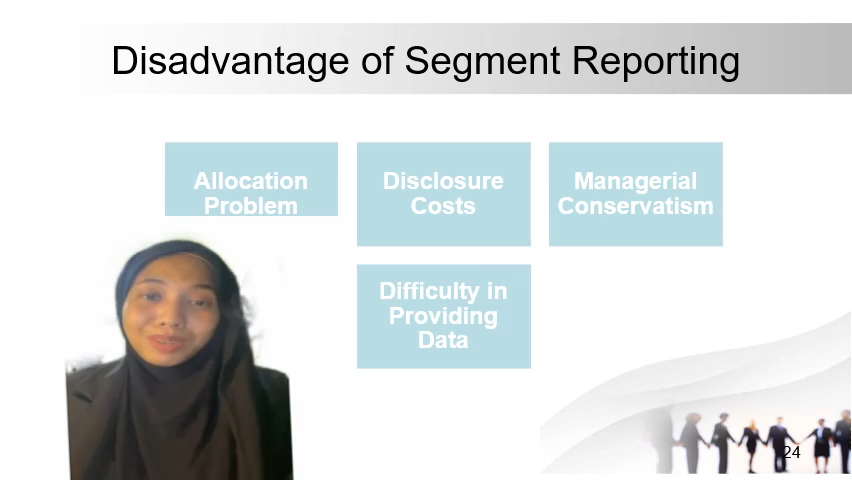 Disadvantage of Segment Reporting
Allocation
Problem
Disclosure
Costs
Managerial
Conservatism
Difficulty in
Providing
Data
24